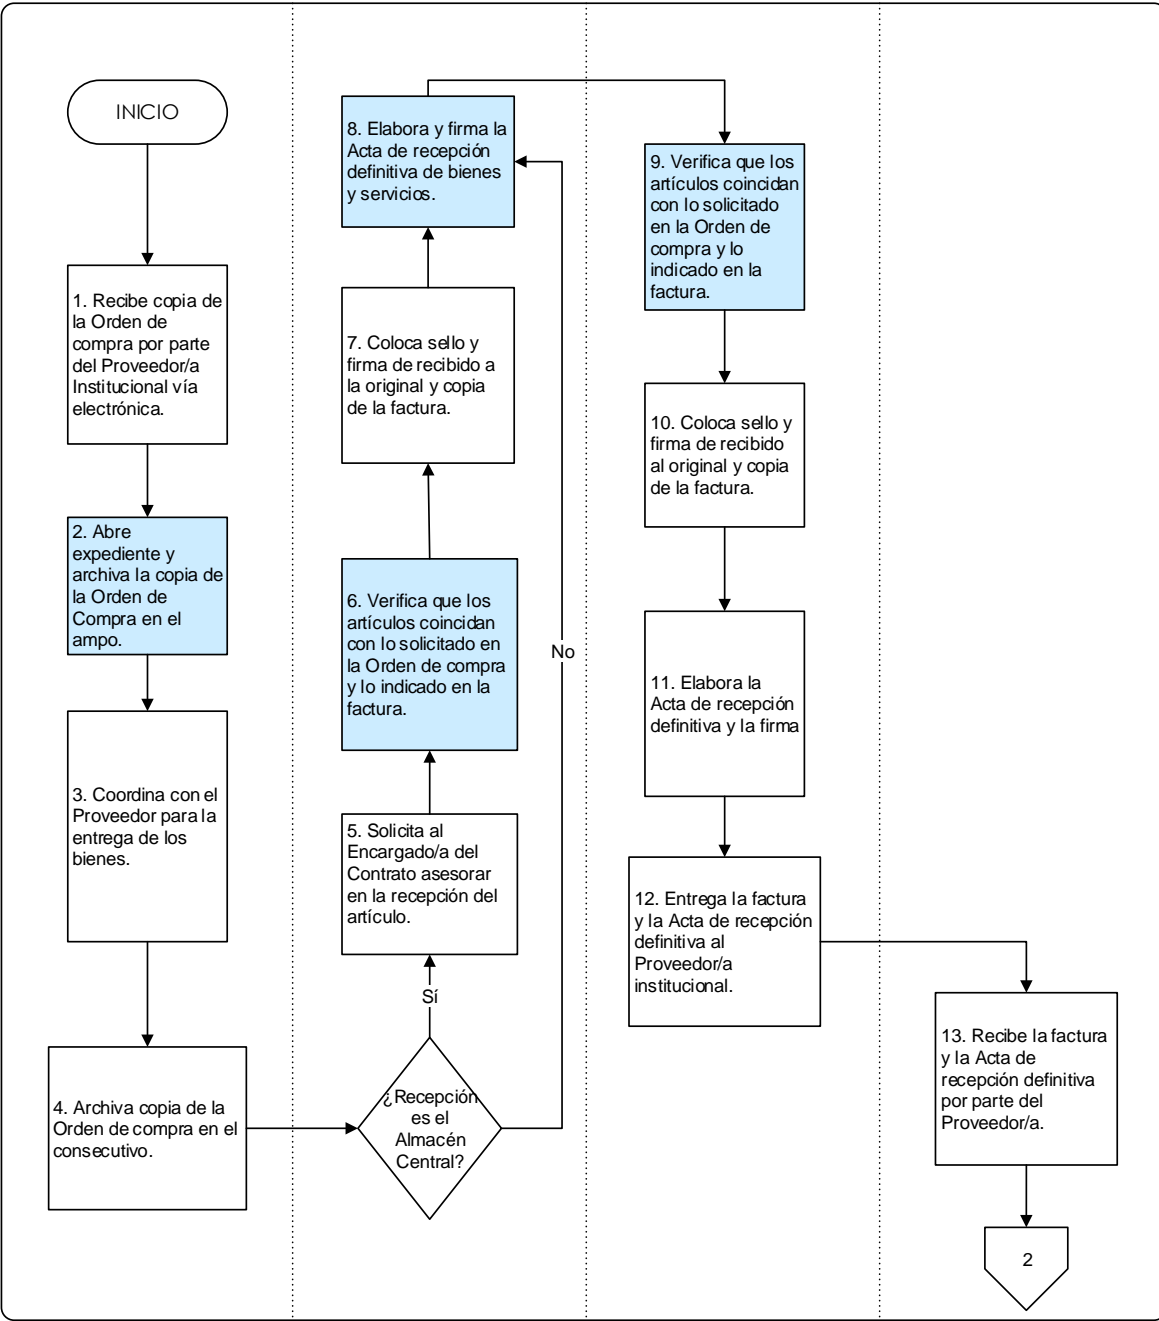 INICIO
1. Recibe copia de
la Orden de
compra por parte
del Proveedor/a
Institucional vía
electrónica.
2. Abre
expediente y
archiva la copia de
la Orden de
Compra en el
ampo.
3. Coordina con el
Proveedor para la
entrega de los
bienes.
4. Archiva copia de la
Orden de compra en el
consecutivo.
8. Elabora y firma la
Acta de recepción
definitiva de bienes
y servicios.
7. Coloca sello y
firma de recibido a
la original y copia
de la factura.
6. Verifica que los
artículos coincidan
con lo solicitado en
la Orden de compra
y lo indicado en la
factura.
No
5. Solicita al
Encargado/a del
Contrato asesorar
en la recepción del
artículo.
Sí
¿Recepción
es el
Almacén
Central?
9. Verifica que los
artículos coincidan
con lo solicitado
en la Orden de
compra y lo
indicado en la
factura.
10. Coloca sello y
firma de recibido
al original y copia
de la factura.
11. Elabora la
Acta de recepción
definitiva y la firma
12. Entrega la factura
y la Acta de recepción
definitiva al
Proveedor/a
institucional.
13. Recibe la factura
y la Acta de
recepción definitiva
por parte del
Proveedor/a.
2